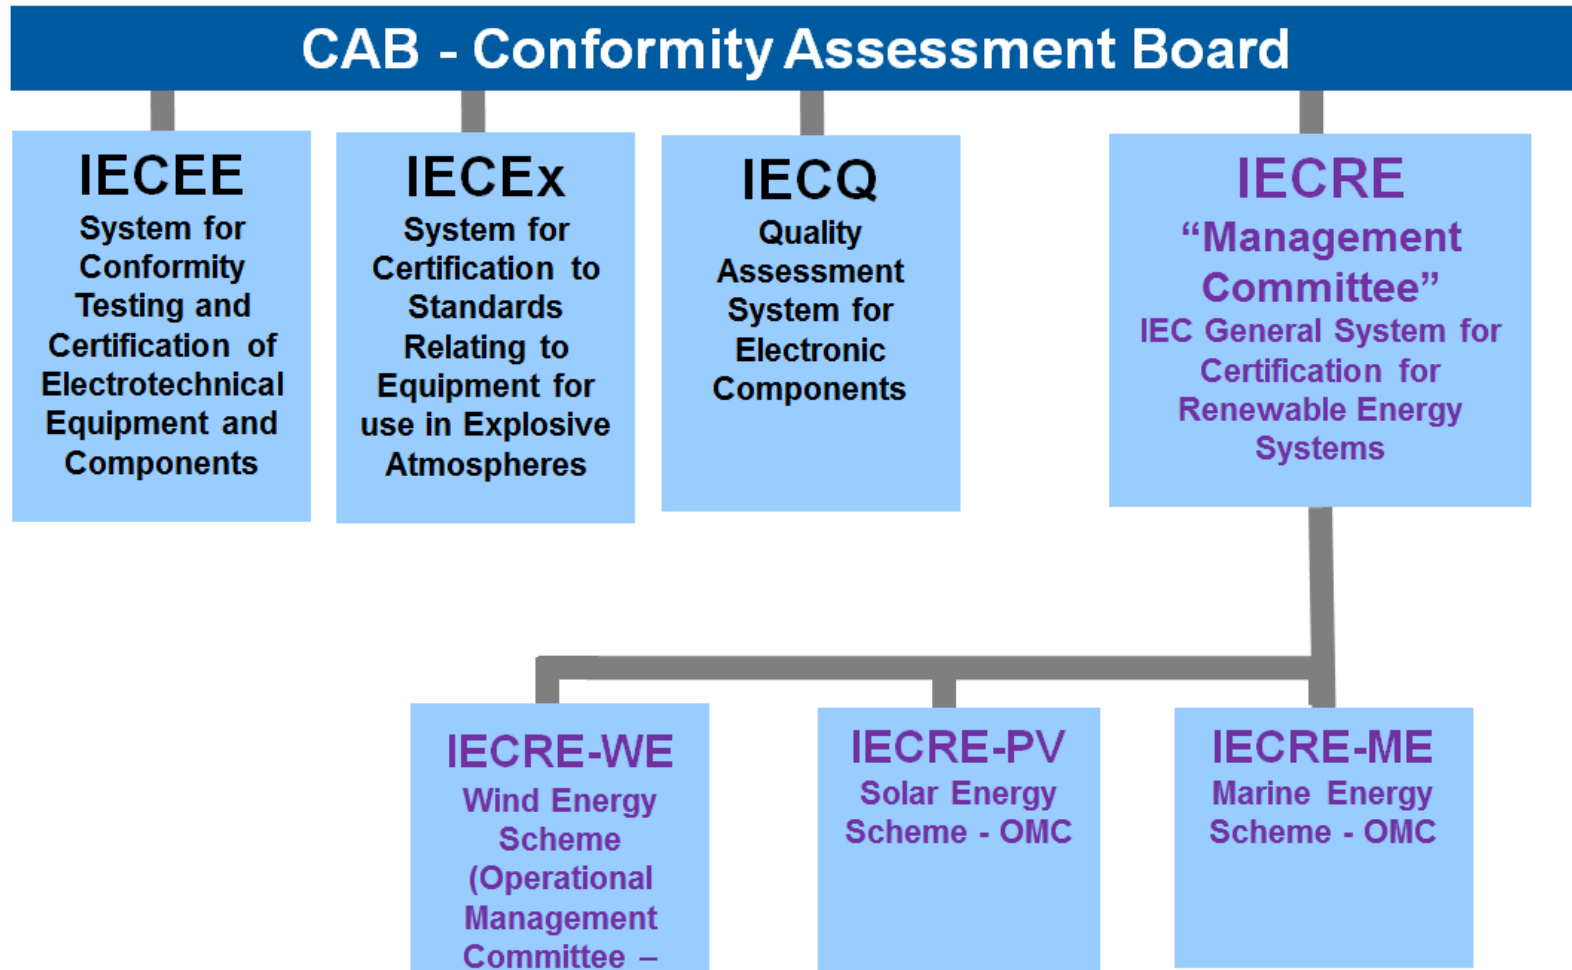 CAB - Conformity Assessment Board
IECEE
System for
Conformity
Testing and
Certification of
Electrotechnical
Equipment and
Components
IECEx
System for
Certification to
Standards
Relating to
Equipment for
use in Explosive
Atmospheres
IECQ
Quality
Assessment
System for
Electronic
Components
IECRE
“Management
Committee”
IEC General System for
Certification for
Renewable Energy
Systems
IECRE-WE
Wind Energy
Scheme
(Operational
Management
Committee –
IECRE-PV
Solar Energy
Scheme - OMC
IECRE-ME
Marine Energy
Scheme - OMC